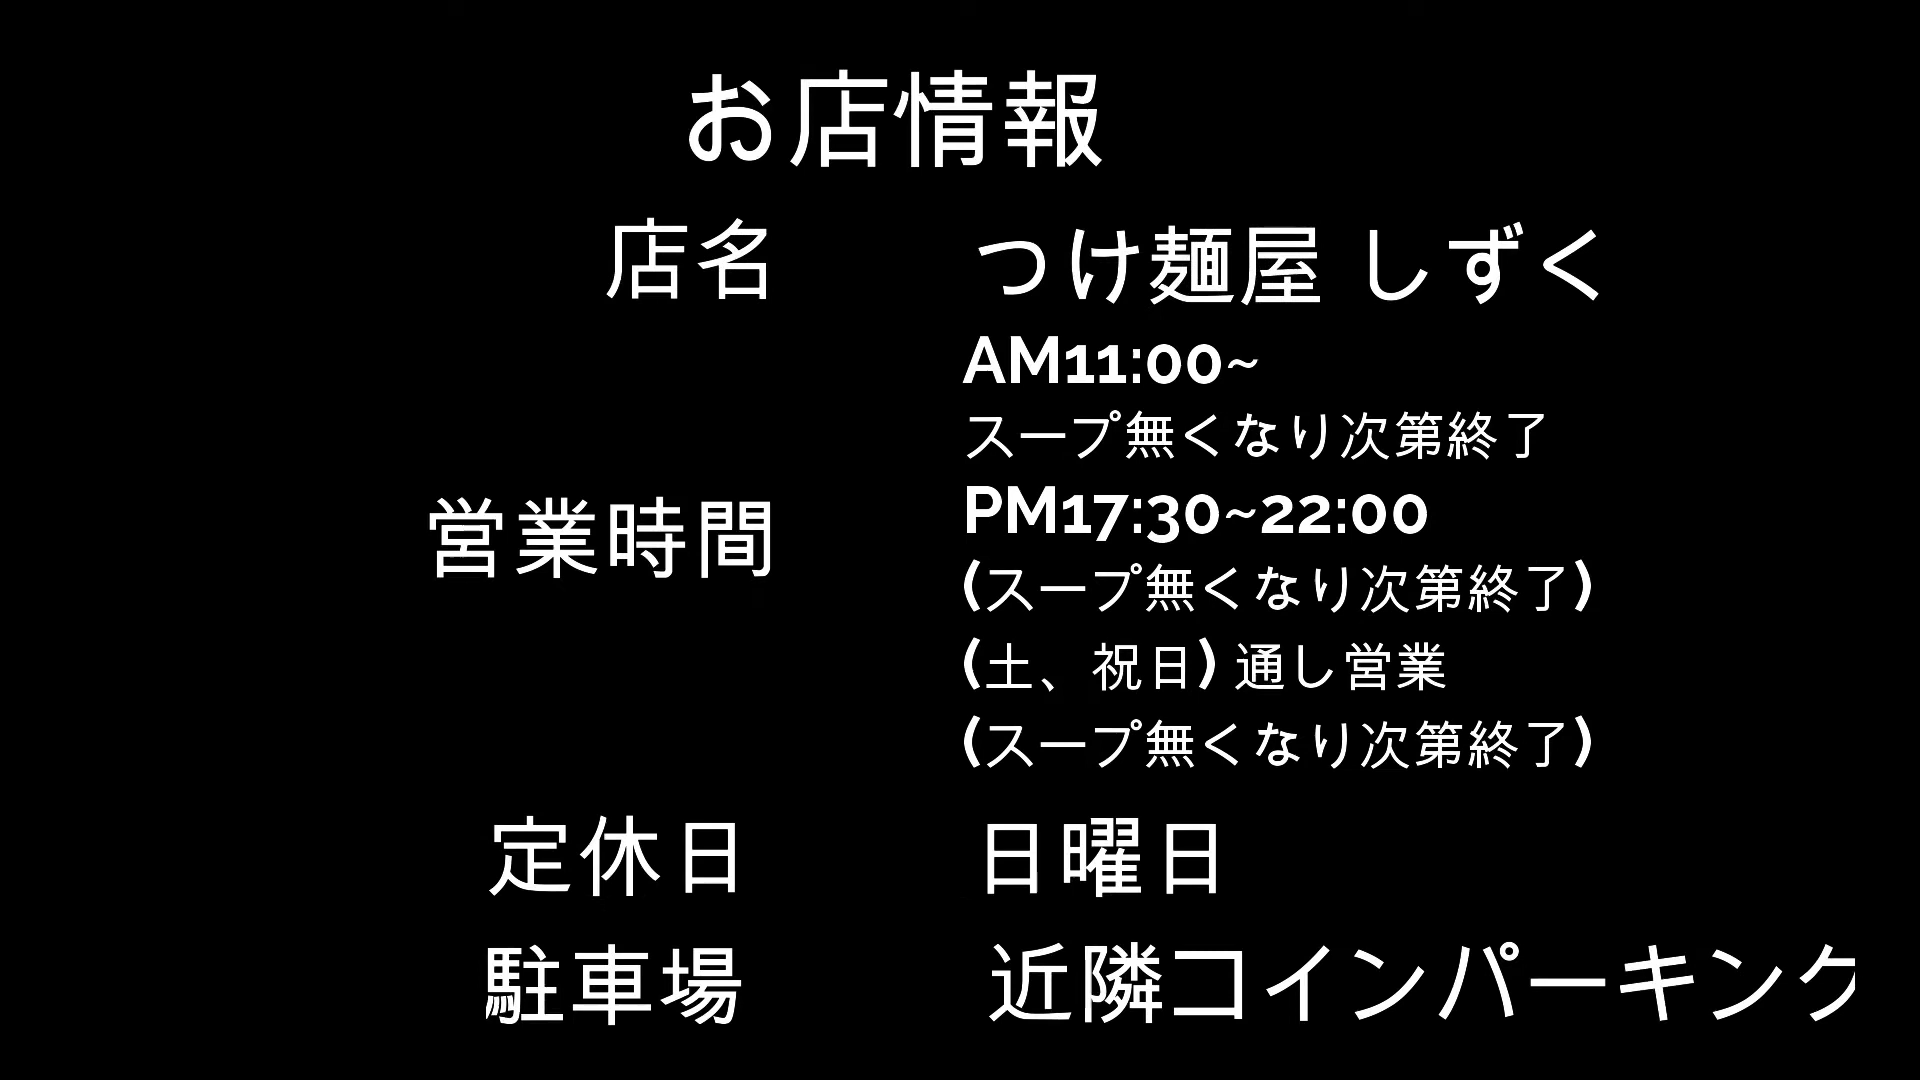 お店情報
店名 つけ麺屋 しずく
営業時間
AM11:00~
スープ無くなり次第終了
PM17:30~22:00
(スープ無くなり次第終了)
(土、祝日) 通し営業
(スープ無くなり次第終了)
定休日 日曜日
駐車場 近隣コインパーキング